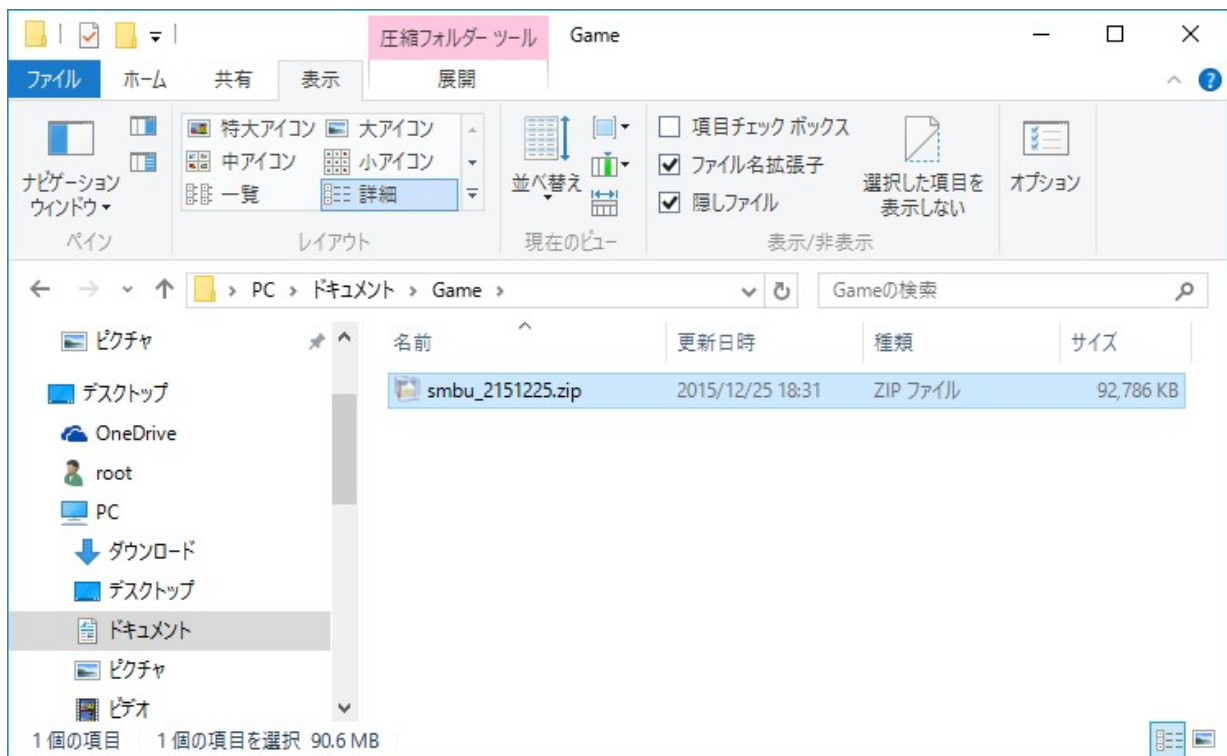 圧縮フォルダー ツール Game
ファイル ホーム 共有 表示 展開
特大アイコン 大アイコン
中アイコン 小アイコン
一覧 詳細
ナビゲーション
ウィンドウ
並べ替え
項目チェック ボックス
ファイル名拡張子
隠しファイル
選択した項目を
表示しない
オプション
ペイン レイアウト 現在のビュー 表示/非表示
PC ドキュメント Game Gameの検索
名前 更新日時 種類 サイズ
smbu_2151225.zip 2015/12/25 18:31 ZIP ファイル 92,786 KB
ピクチャ
デスクトップ
OneDrive
root
PC
ダウンロード
デスクトップ
ドキュメント
ピクチャ
ビデオ
1 個の項目 1 個の項目を選択 90.6 MB